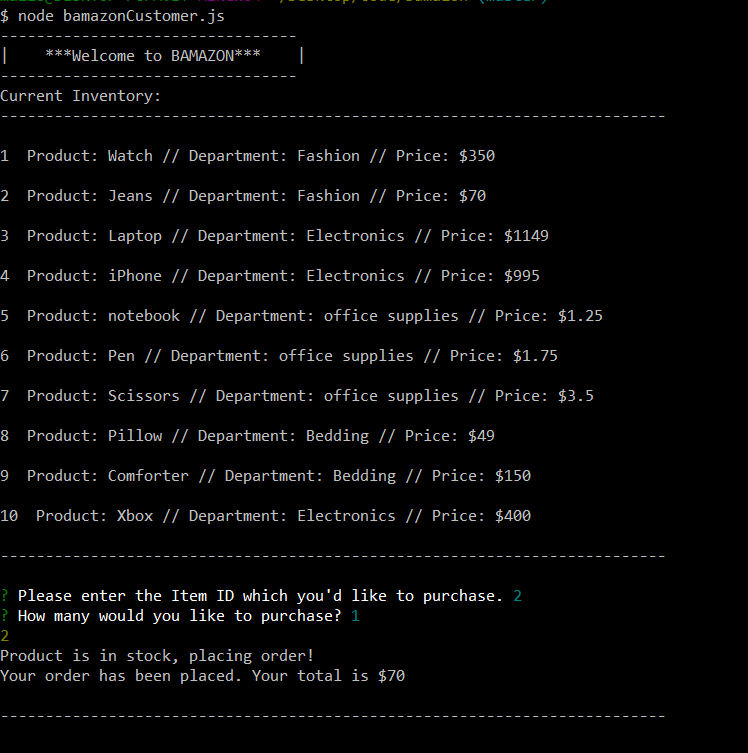 $ node bamazonCustomer.js
---------------------------------
|    ***Welcome to BAMAZON***    |
---------------------------------
Current Inventory:
--------------------------------------------------------------------------
1  Product: Watch // Department: Fashion // Price: $350
2  Product: Jeans // Department: Fashion // Price: $70
3  Product: Laptop // Department: Electronics // Price: $1149
4  Product: iPhone // Department: Electronics // Price: $995
5  Product: notebook // Department: office supplies // Price: $1.25
6  Product: Pen // Department: office supplies // Price: $1.75
7  Product: Scissors // Department: office supplies // Price: $3.5
8  Product: Pillow // Department: Bedding // Price: $49
9  Product: Comforter // Department: Bedding // Price: $150
10  Product: Xbox // Department: Electronics // Price: $400
--------------------------------------------------------------------------
? Please enter the Item ID which you'd like to purchase. 2
? How many would you like to purchase? 1
2
Product is in stock, placing order!
Your order has been placed. Your total is $70
--------------------------------------------------------------------------